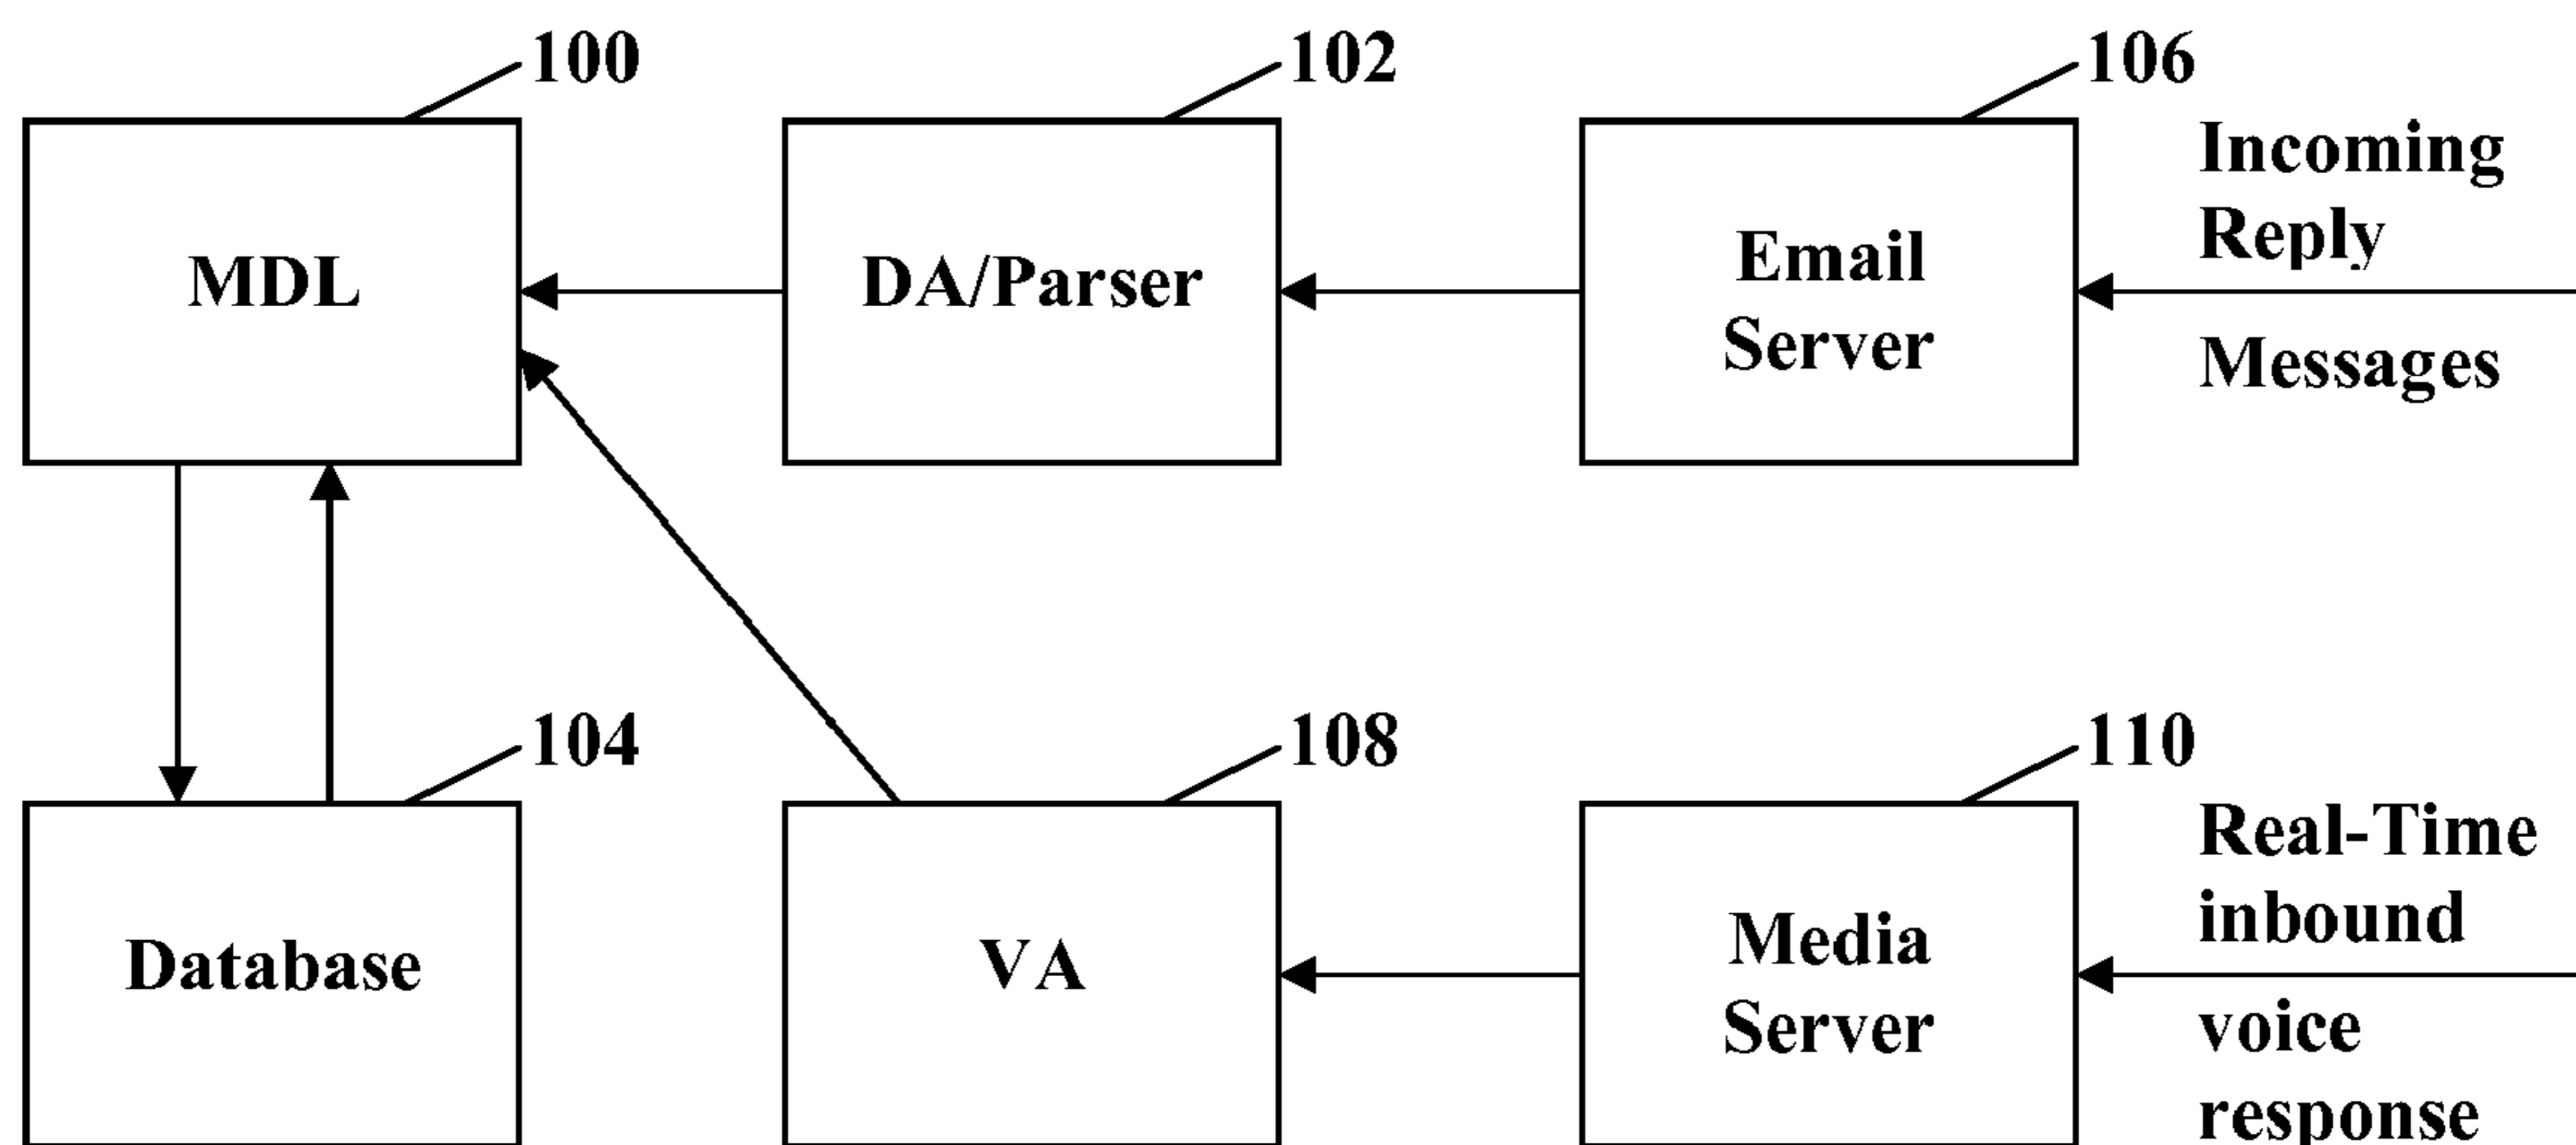 100
102
106
MDL
DA/Parser
Email
Server
Incoming
Reply
Messages
104
108
110
Database
VA
Media
Server
Real-Time
inbound
voice
response